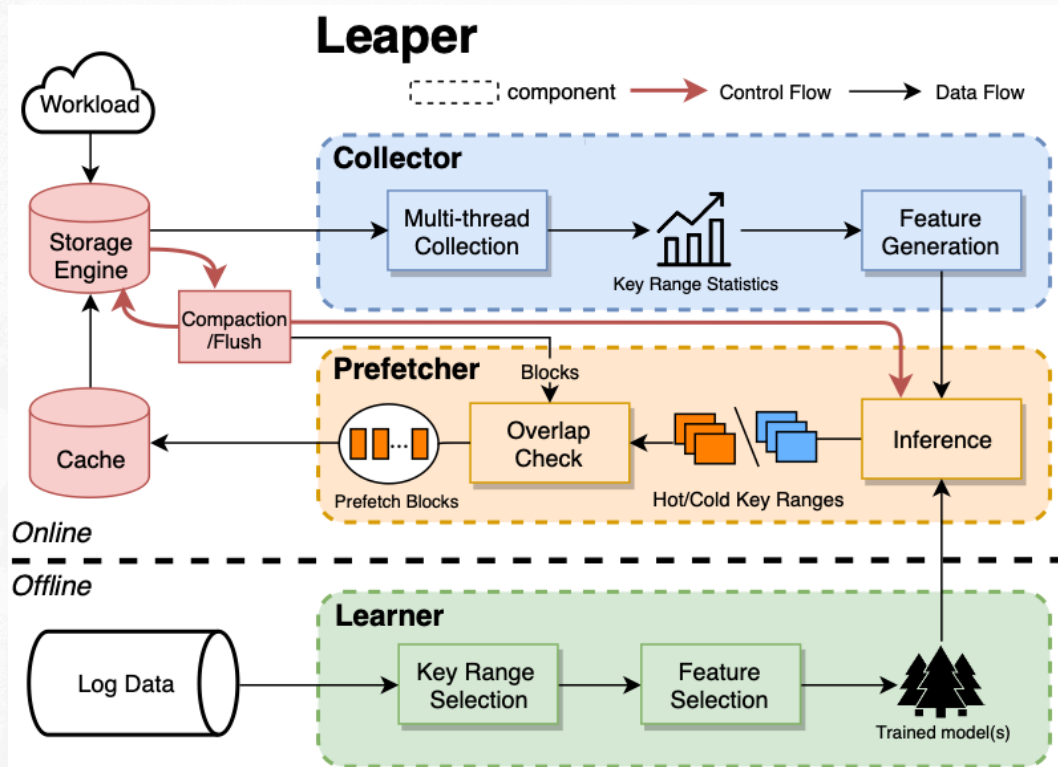 Leaper
component
Control Flow
Data Flow
Workload
Collector
Storage
Engine
Multi-thread
Collection
Key Range Statistics
Feature
Generation
Compaction
/Flush
Prefetcher
Blocks
Cache
...
Prefetch Blocks
Overlap
Check
Hot/Cold Key Ranges
Inference
Online
Offline
Learner
Log Data
Key Range
Selection
Feature
Selection
Trained model(s)